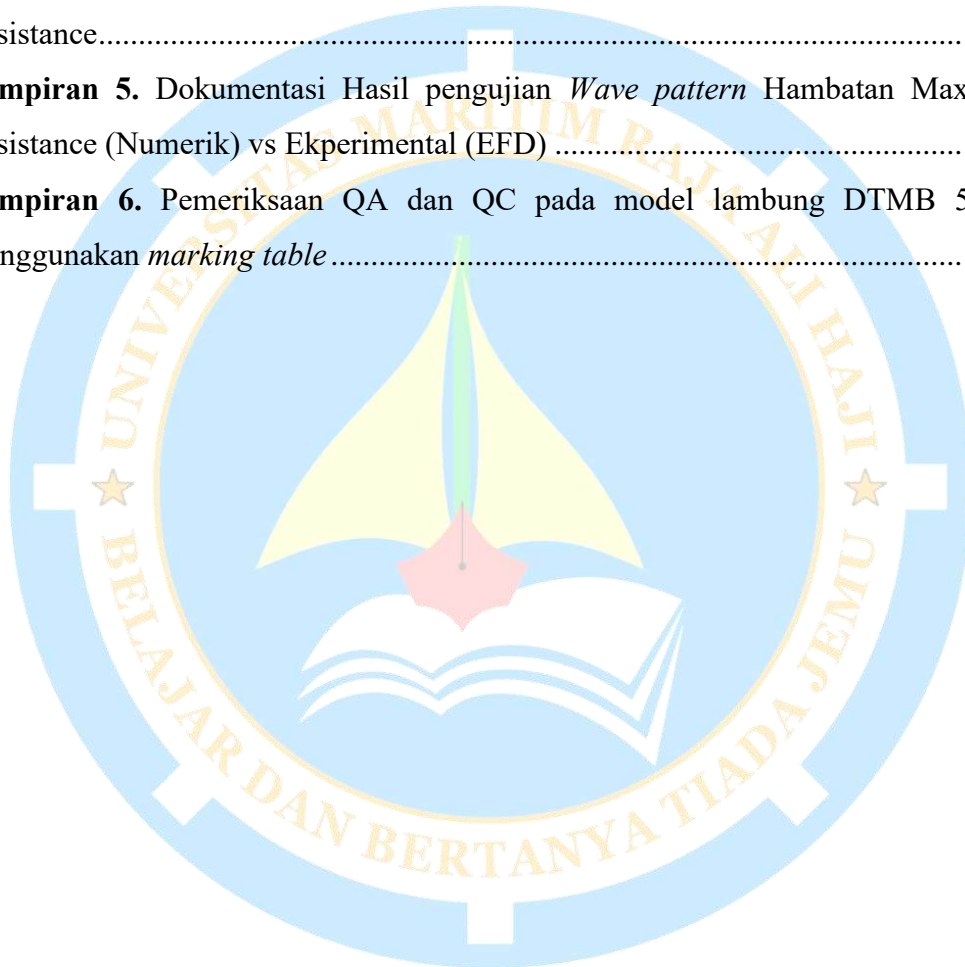 sistance........................................................................................................
mpiran 5. Dokumentasi Hasil pengujian Wave pattern Hambatan Max
sistance (Numerik) vs Ekperimental (EFD) ....................................................
mpiran 6. Pemeriksaan QA dan QC pada model lambung DTMB 5
nggunakan marking table ................................................................................
UNIVERSITAS MARITIM RAJA ALI HAJI
BELAJAR DAN BERTANYA TIADA JEMU